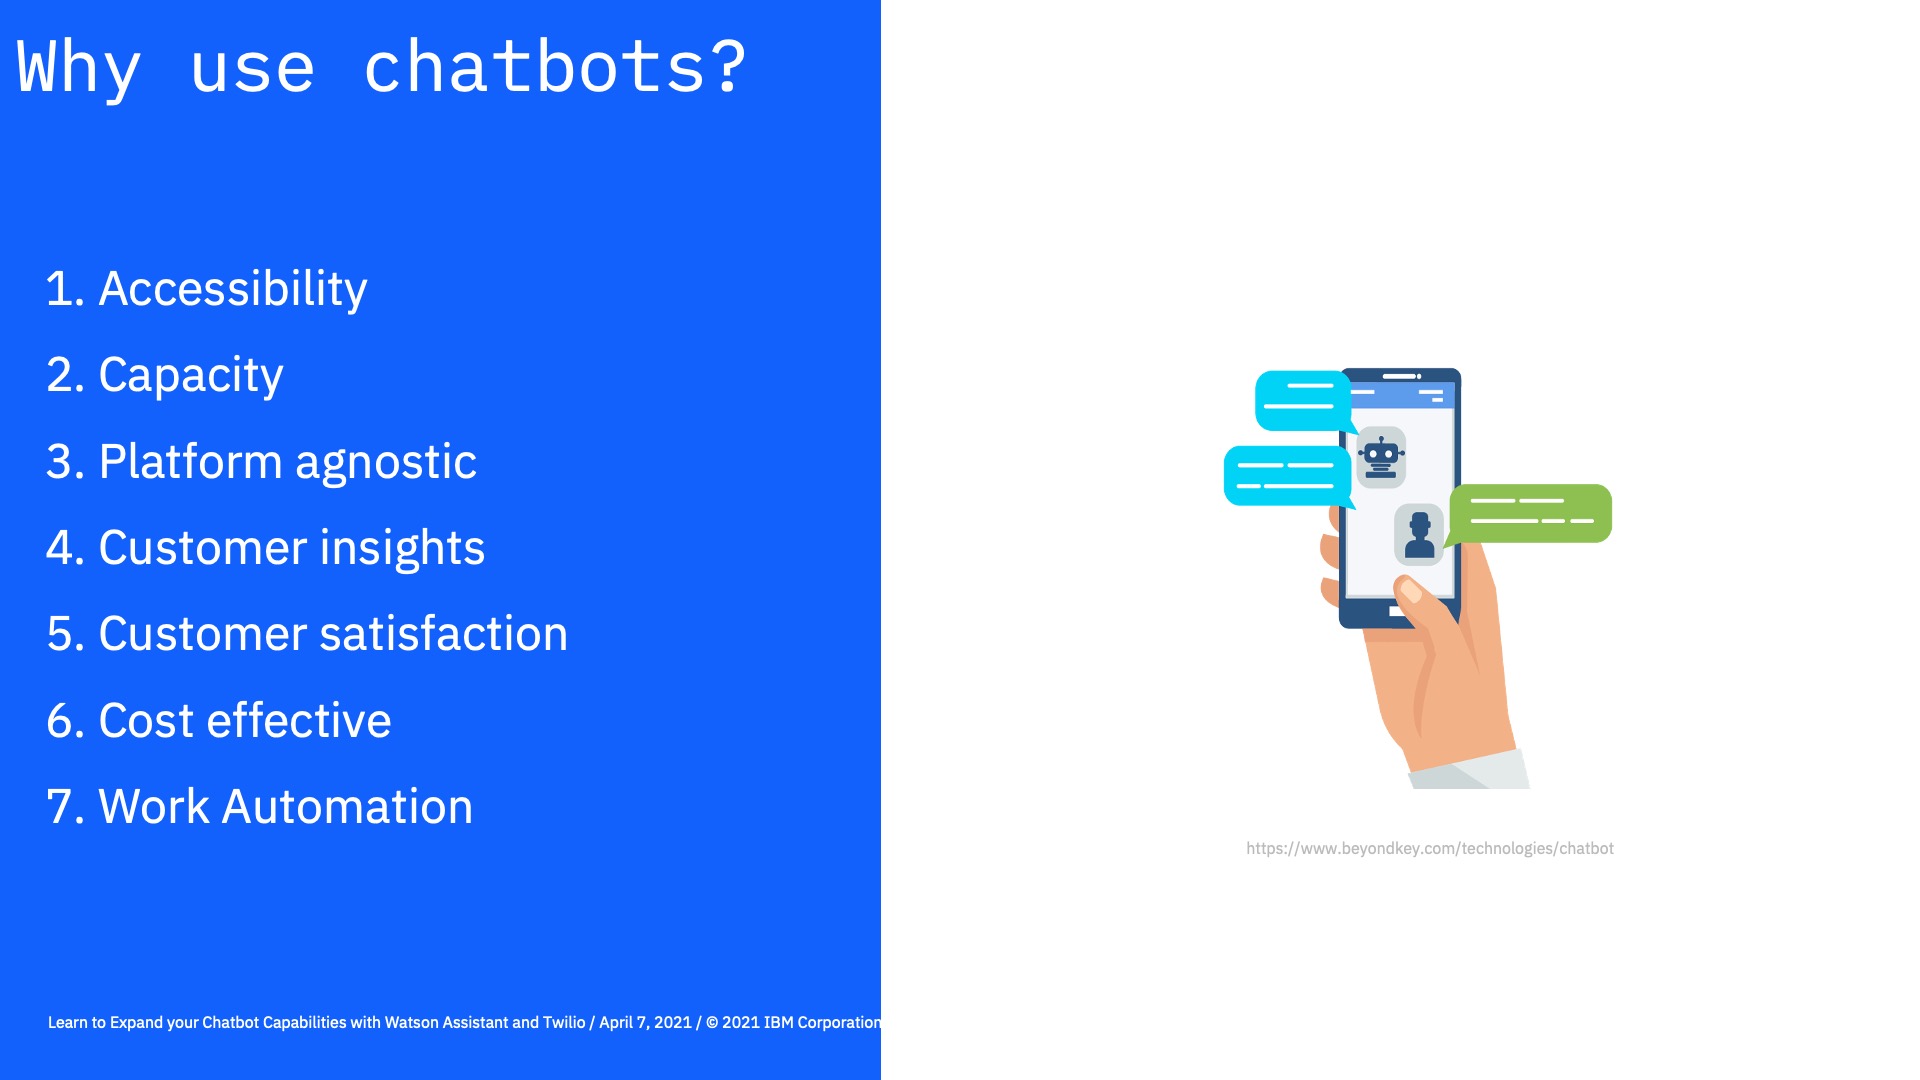 Why use chatbots?
1. Accessibility
2. Capacity
3. Platform agnostic
4. Customer insights
5. Customer satisfaction
6. Cost effective
7. Work Automation
https://www.beyondkey.com/technologies/chatbot
Learn to Expand your Chatbot Capabilities with Watson Assistant and Twilio / April 7, 2021 / © 2021 IBM Corporation